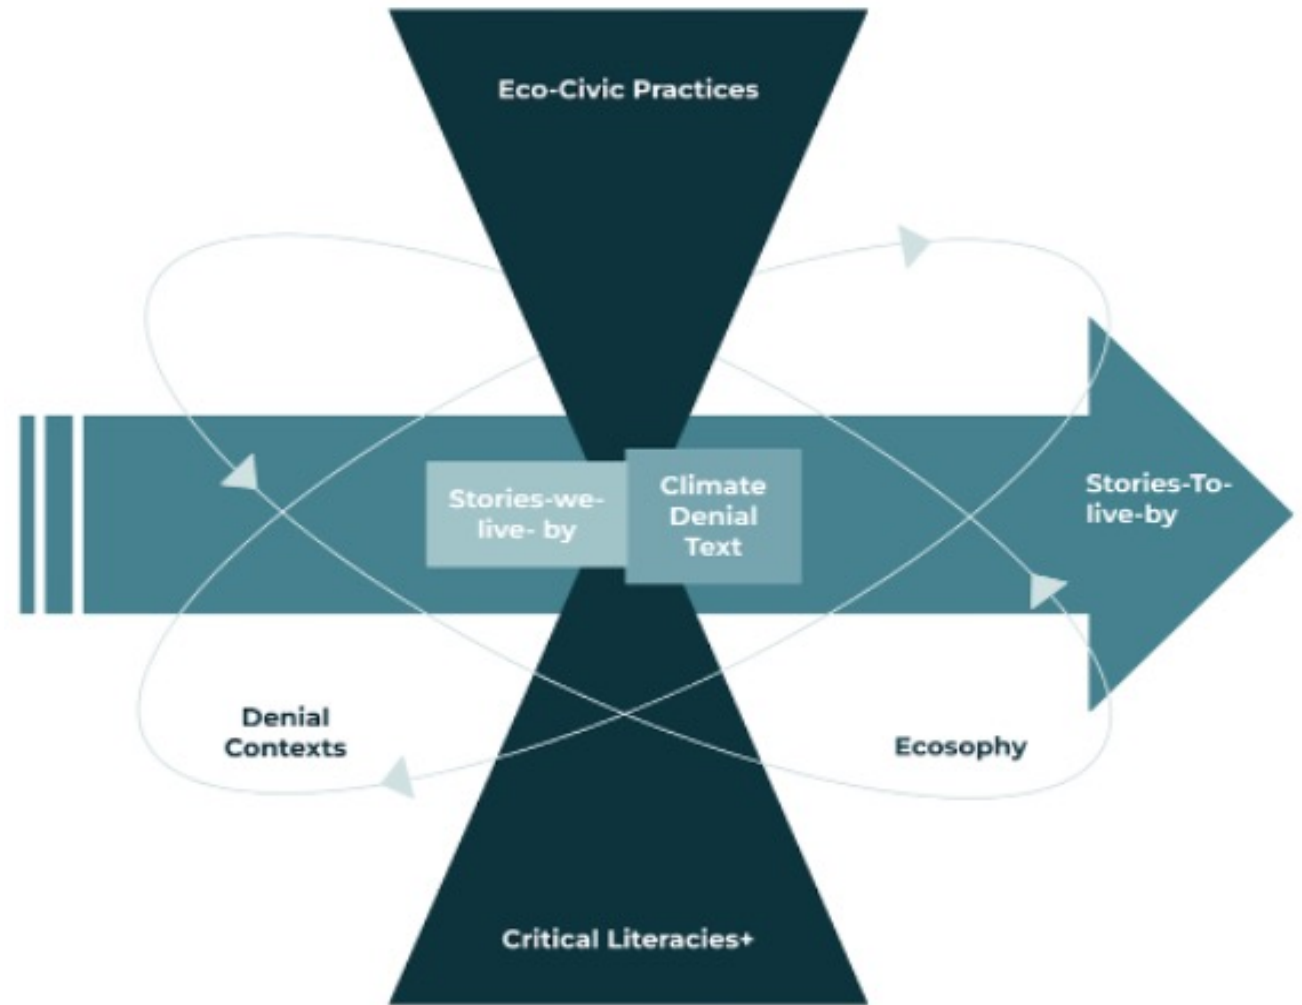 Eco-Civic Practices
Stories-we-
live- by
Climate
Denial
Text
Stories-To-
live-by
Denial
Contexts
Ecosophy
Critical Literacies+